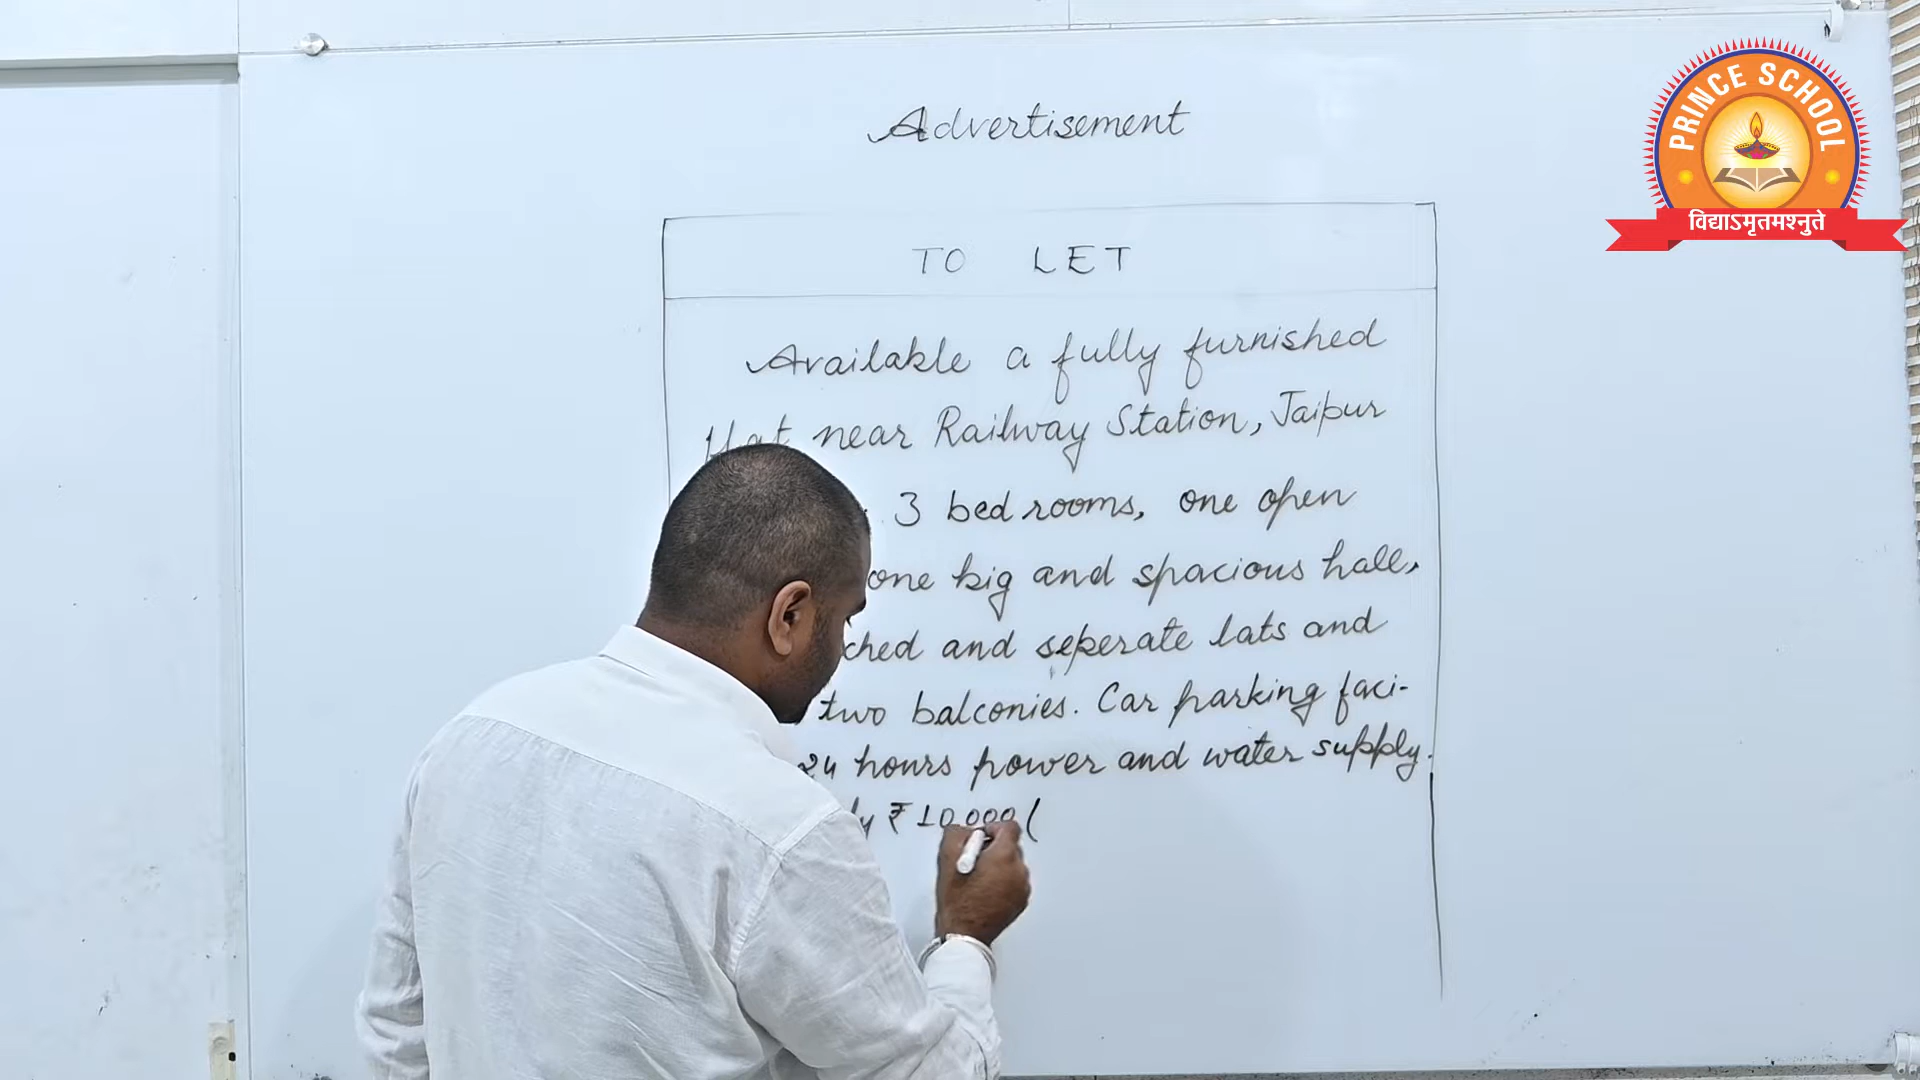 PRINCE SCHOOL
विद्याऽमृतमश्नुते
Advertisement
TO LET
Available a fully furnished
flat near Railway Station, Jaipur
3 bed rooms, one open
one big and spacious hall,
ched and seperate lats and
two balconies. Car parking faci-
24 hours power and water supply.
₹ 10,000 (